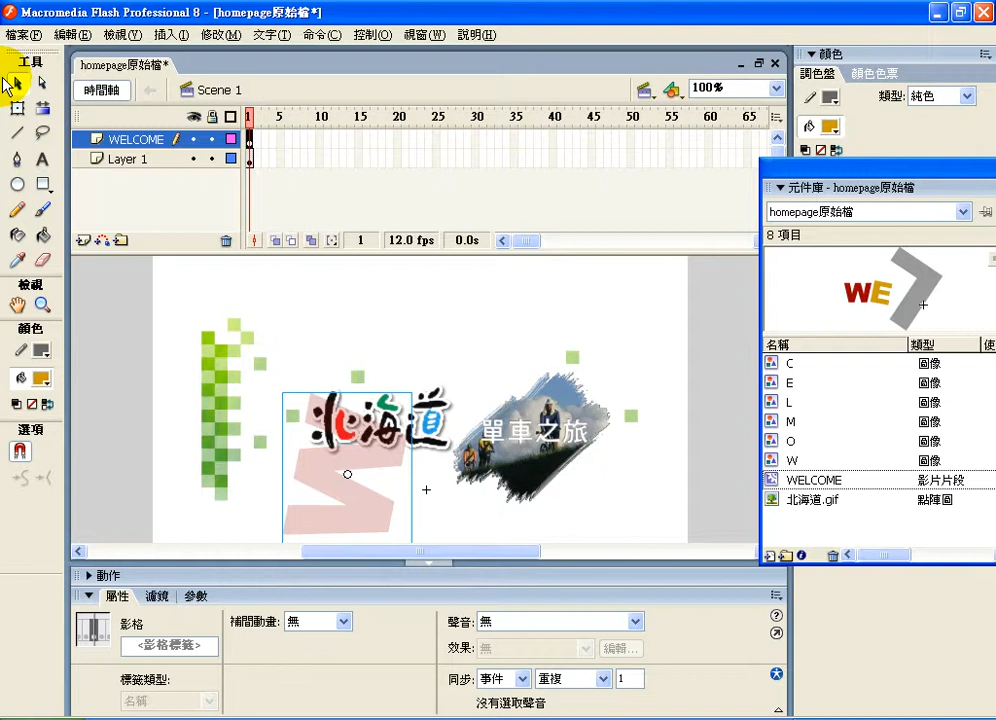 Macromedia Flash Professional 8 - [homepage原始檔*]
檔案(F) 編輯(E) 檢視(V) 插入(I) 修改(M) 文字(T) 命令(C) 控制(O) 視窗(W) 說明(H)
工具
檢視
顏色
選項
homepage原始檔*
時間軸
Scene 1
100%
1 5 10 15 20 25 30 35 40 45 50 55 60 65
WELCOME
Layer 1
1 12.0 fps 0.0s
北海道
單車之旅
顏色
調色盤 顏色色票
類型: 純色
元件庫 - homepage原始檔
homepage原始檔
8 項目
WE
名稱 類型 使
C 圖像
E 圖像
L 圖像
M 圖像
O 圖像
W 圖像
WELCOME 影片片段
北海道.gif 點陣圖
動作
屬性 濾鏡 參數
影格
<影格標籤>
標籤類型:
名稱
補間動畫: 無
聲音: 無
效果: 無 編輯...
同步: 事件 重複 1
沒有選取聲音